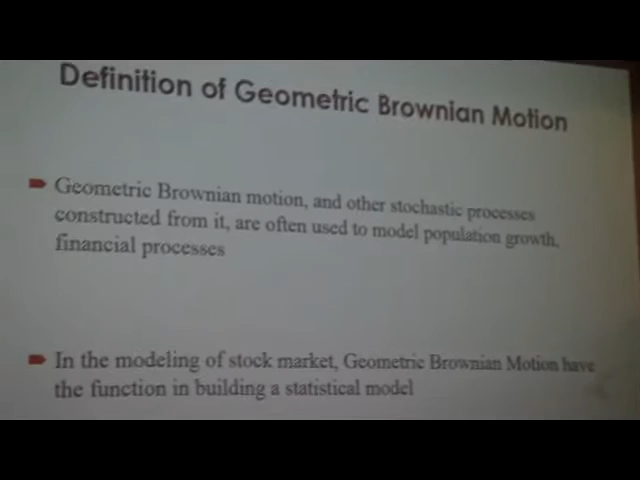 Definition of Geometric Brownian Motion
Geometric Brownian motion, and other stochastic processes
constructed from it, are often used to model population growth,
financial processes
In the modeling of stock market, Geometric Brownian Motion have
the function in building a statistical model